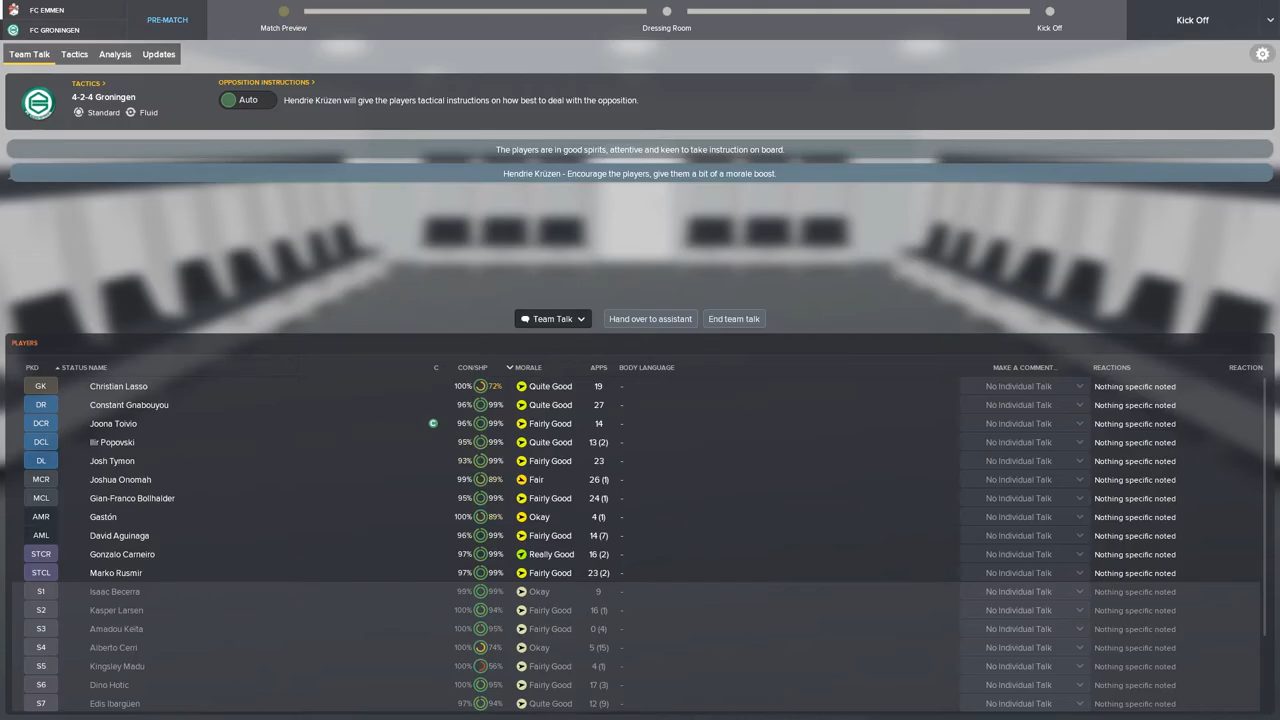 FC EMMEN
FC GRONINGEN
PRE-MATCH
Match Preview
Dressing Room
Kick Off
Kick Off
Team Talk Tactics Analysis Updates
TACTICS >
4-2-4 Groningen
Standard Fluid
OPPOSITION INSTRUCTIONS >
Auto
Hendrie Krüzen will give the players tactical instructions on how best to deal with the opposition.
The players are in good spirits, attentive and keen to take instruction on board.
Hendrie Krüzen - Encourage the players, give them a bit of a morale boost.
Team Talk Hand over to assistant End team talk
PLAYERS
PKD STATUS NAME C CON/SHP MORALE APPS BODY LANGUAGE MAKE A COMMENT... REACTIONS REACTION
GK Christian Lasso 100% 72% Quite Good 19 - No Individual Talk Nothing specific noted
DR Constant Gnabouyou 96% 99% Quite Good 27 - No Individual Talk Nothing specific noted
DCR Joona Toivio C 96% 99% Fairly Good 14 - No Individual Talk Nothing specific noted
DCL Ilir Popovski 95% 99% Quite Good 13 (2) - No Individual Talk Nothing specific noted
DL Josh Tymon 93% 99% Fairly Good 23 - No Individual Talk Nothing specific noted
MCR Joshua Onomah 99% 89% Fair 26 (1) - No Individual Talk Nothing specific noted
MCL Gian-Franco Bollhalder 95% 99% Fairly Good 24 (1) - No Individual Talk Nothing specific noted
AMR Gastón 100% 89% Okay 4 (1) - No Individual Talk Nothing specific noted
AML David Aguinaga 96% 99% Fairly Good 14 (7) - No Individual Talk Nothing specific noted
STCR Gonzalo Carneiro 97% 99% Really Good 16 (2) - No Individual Talk Nothing specific noted
STCL Marko Rusmir 97% 99% Fairly Good 23 (2) - No Individual Talk Nothing specific noted
S1 Isaac Becerra 99% 99% Okay 9 - No Individual Talk Nothing specific noted
S2 Kasper Larsen 100% 94% Fairly Good 16 (1) - No Individual Talk Nothing specific noted
S3 Amadou Keita 100% 95% Fairly Good 0 (4) - No Individual Talk Nothing specific noted
S4 Alberto Cerri 100% 74% Okay 5 (15) - No Individual Talk Nothing specific noted
S5 Kingsley Madu 100% 56% Fairly Good 4 (1) - No Individual Talk Nothing specific noted
S6 Dino Hotic 100% 95% Fairly Good 17 (3) - No Individual Talk Nothing specific noted
S7 Edis Ibargüen 97% 94% Quite Good 12 (9) - No Individual Talk Nothing specific noted